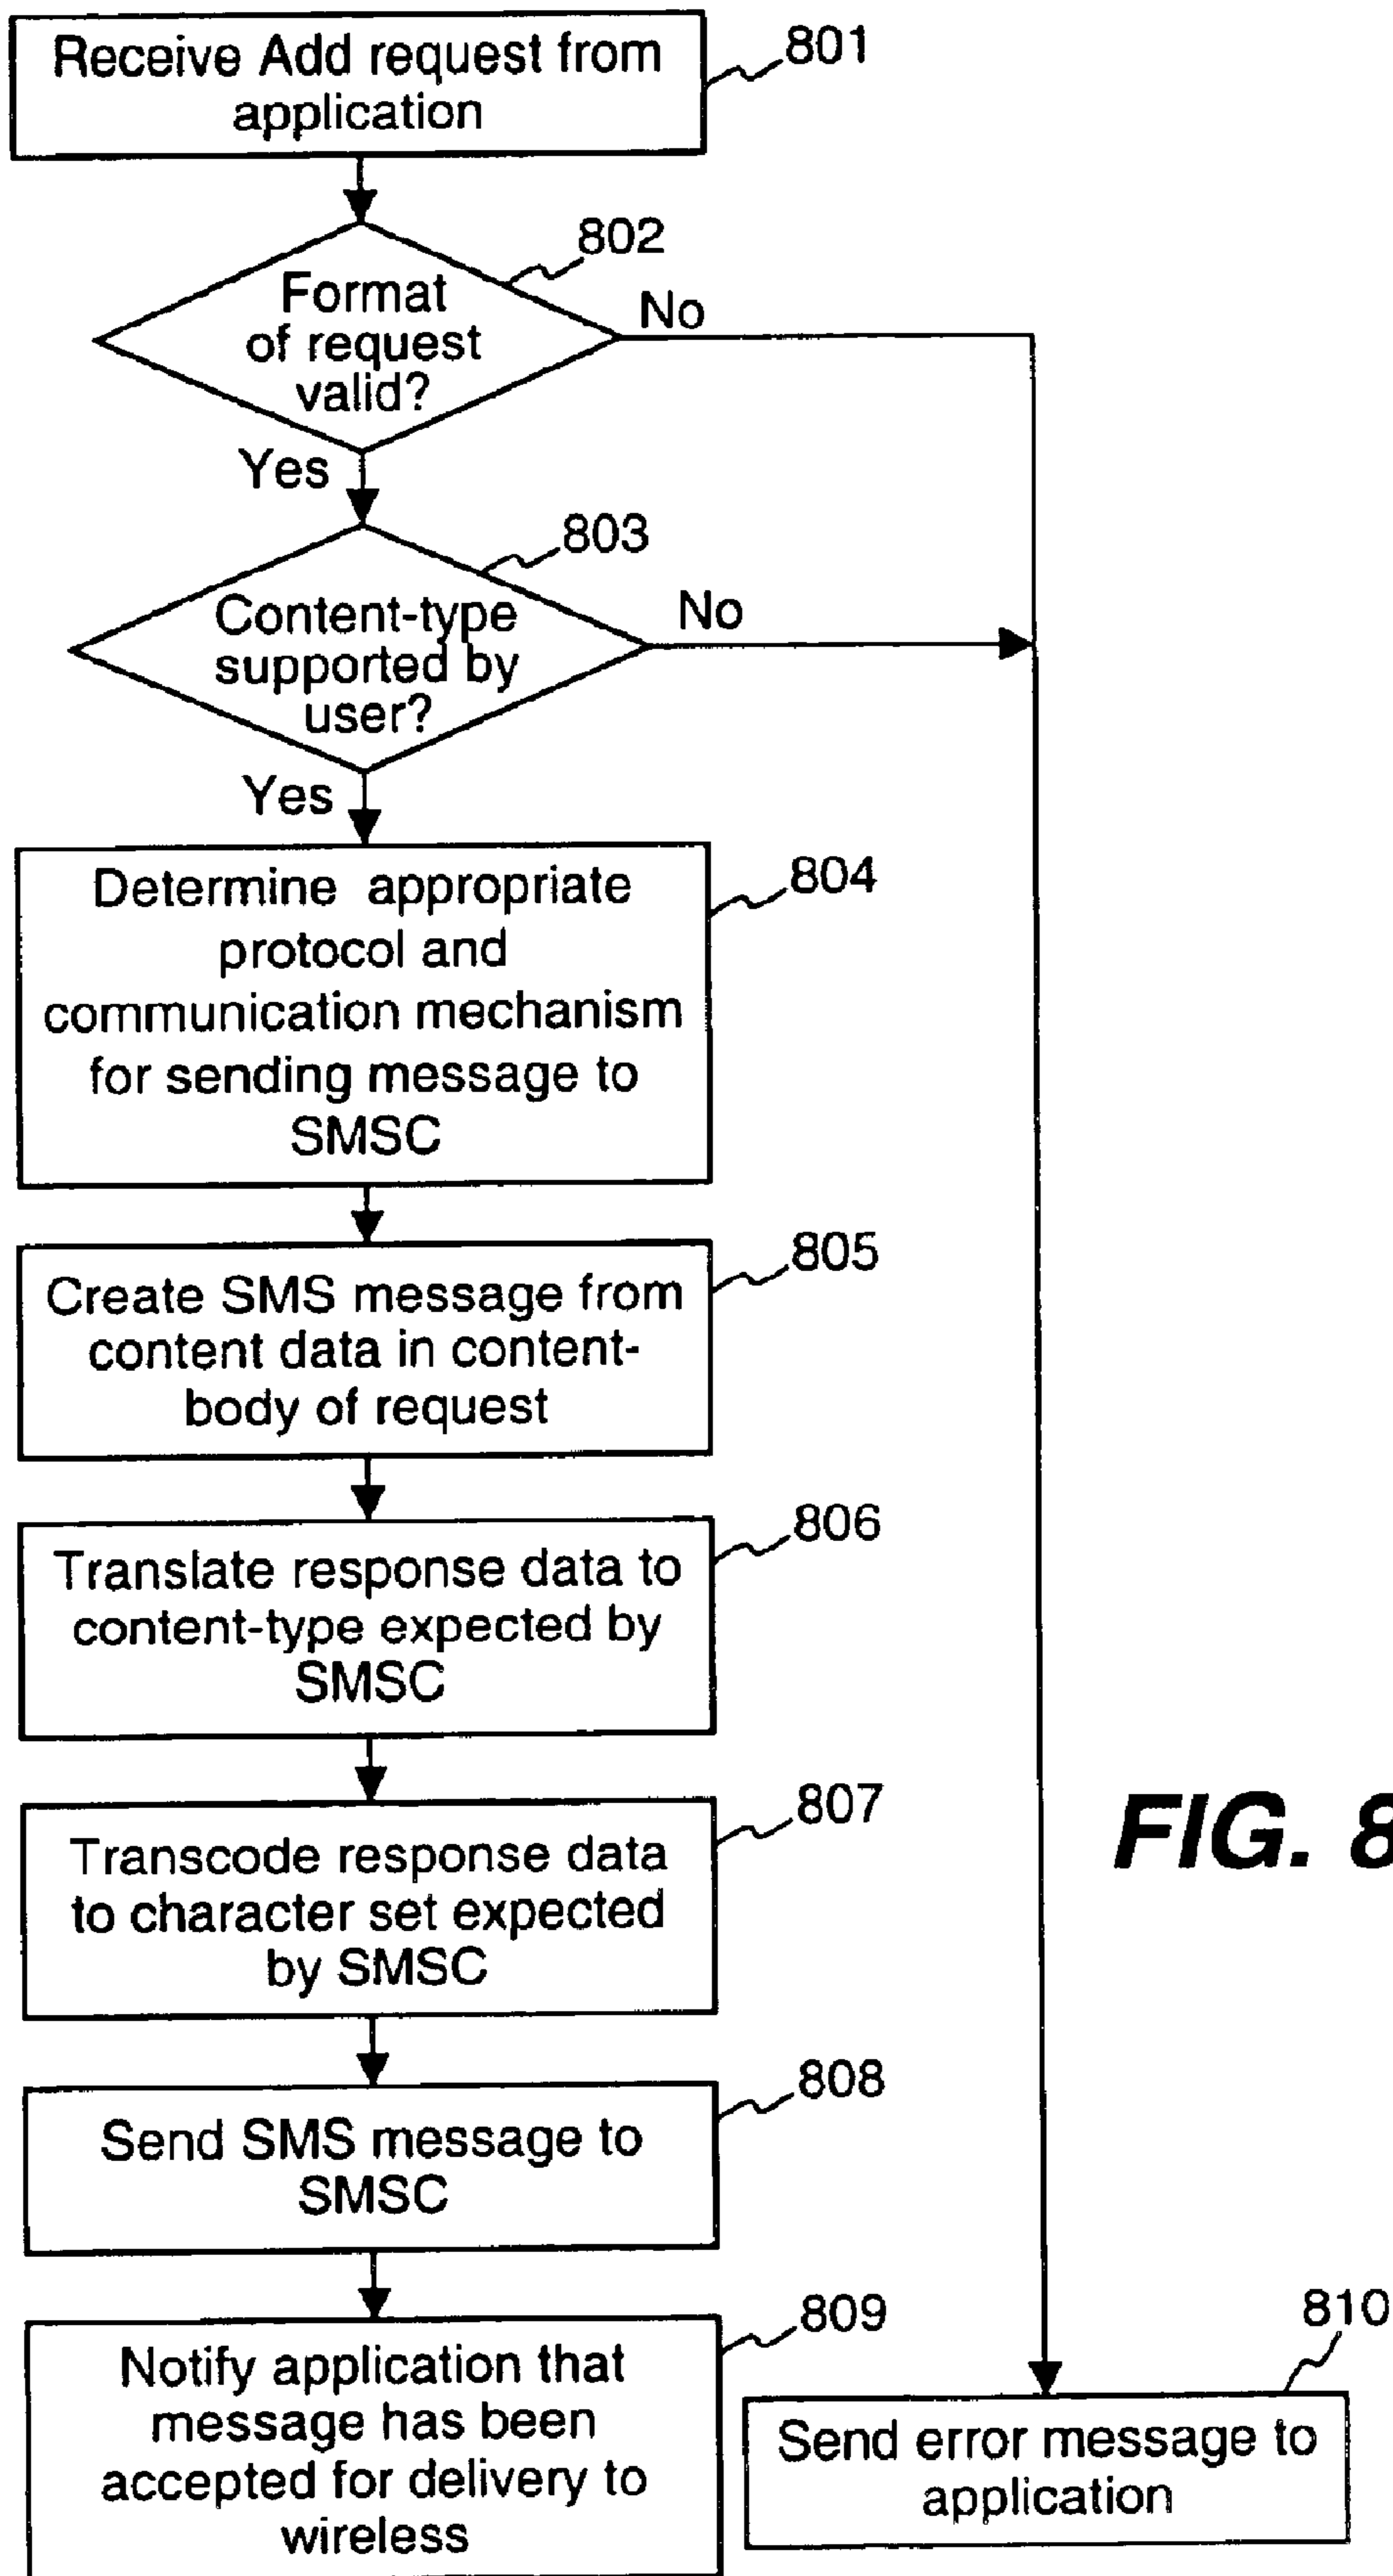 Receive Add request from
application
801
802
Format
of request
valid?
No
Yes
803
Content-type
supported by
user?
No
Yes
Determine appropriate
protocol and
communication mechanism
for sending message to
SMSC
804
Create SMS message from
content data in content-
body of request
805
Translate response data to
content-type expected by
SMSC
806
Transcode response data
to character set expected
by SMSC
807
FIG. 8
Send SMS message to
SMSC
808
Notify application that
message has been
accepted for delivery to
wireless
809
810
Send error message to
application